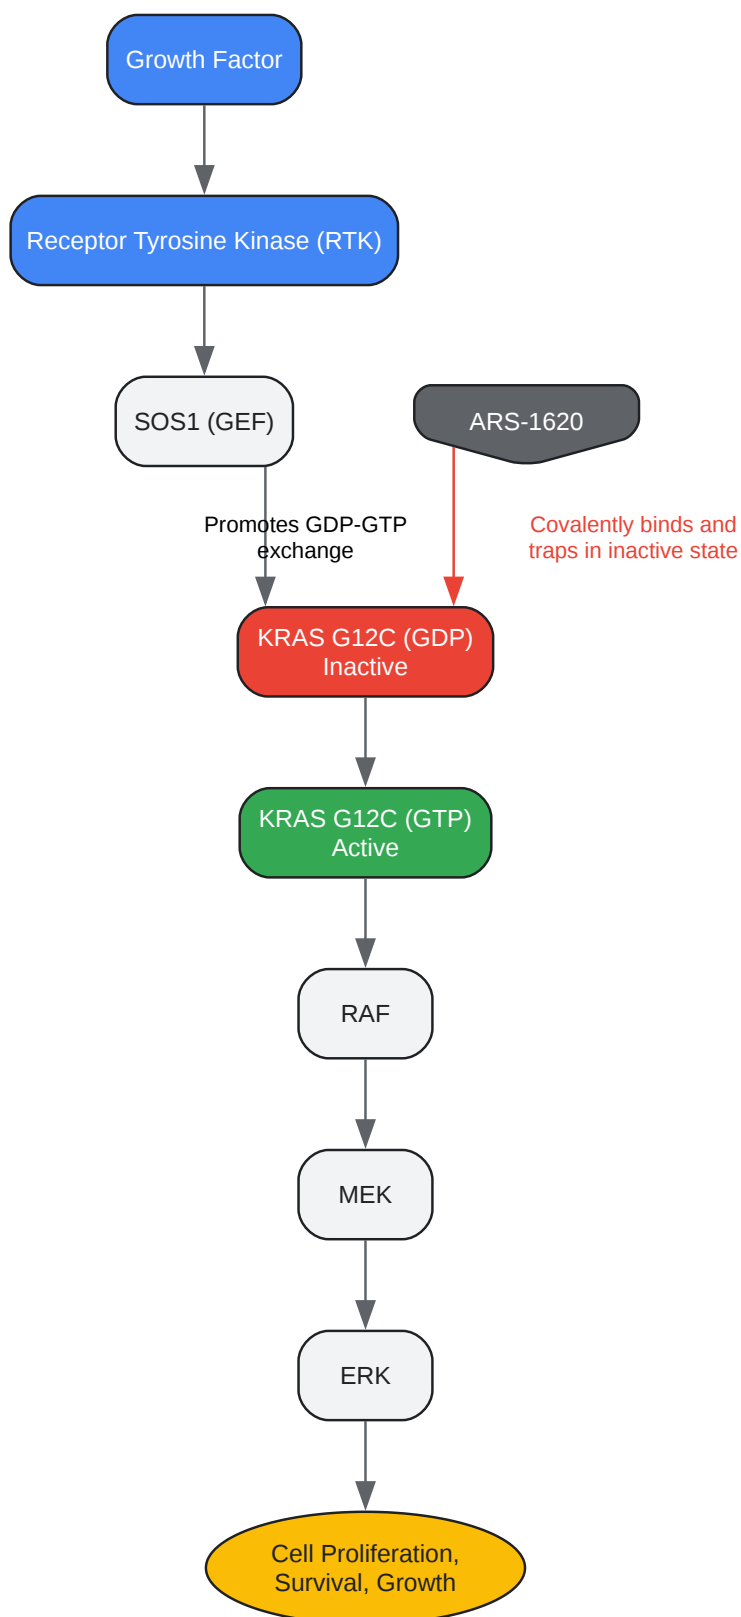 Growth Factor
Receptor Tyrosine Kinase (RTK)
SOS1 (GEF)
ARS-1620
Promotes GDP-GTP
exchange
Covalently binds and
traps in inactive state
KRAS G12C (GDP)
Inactive
KRAS G12C (GTP)
Active
RAF
MEK
ERK
Cell Proliferation,
Survival, Growth